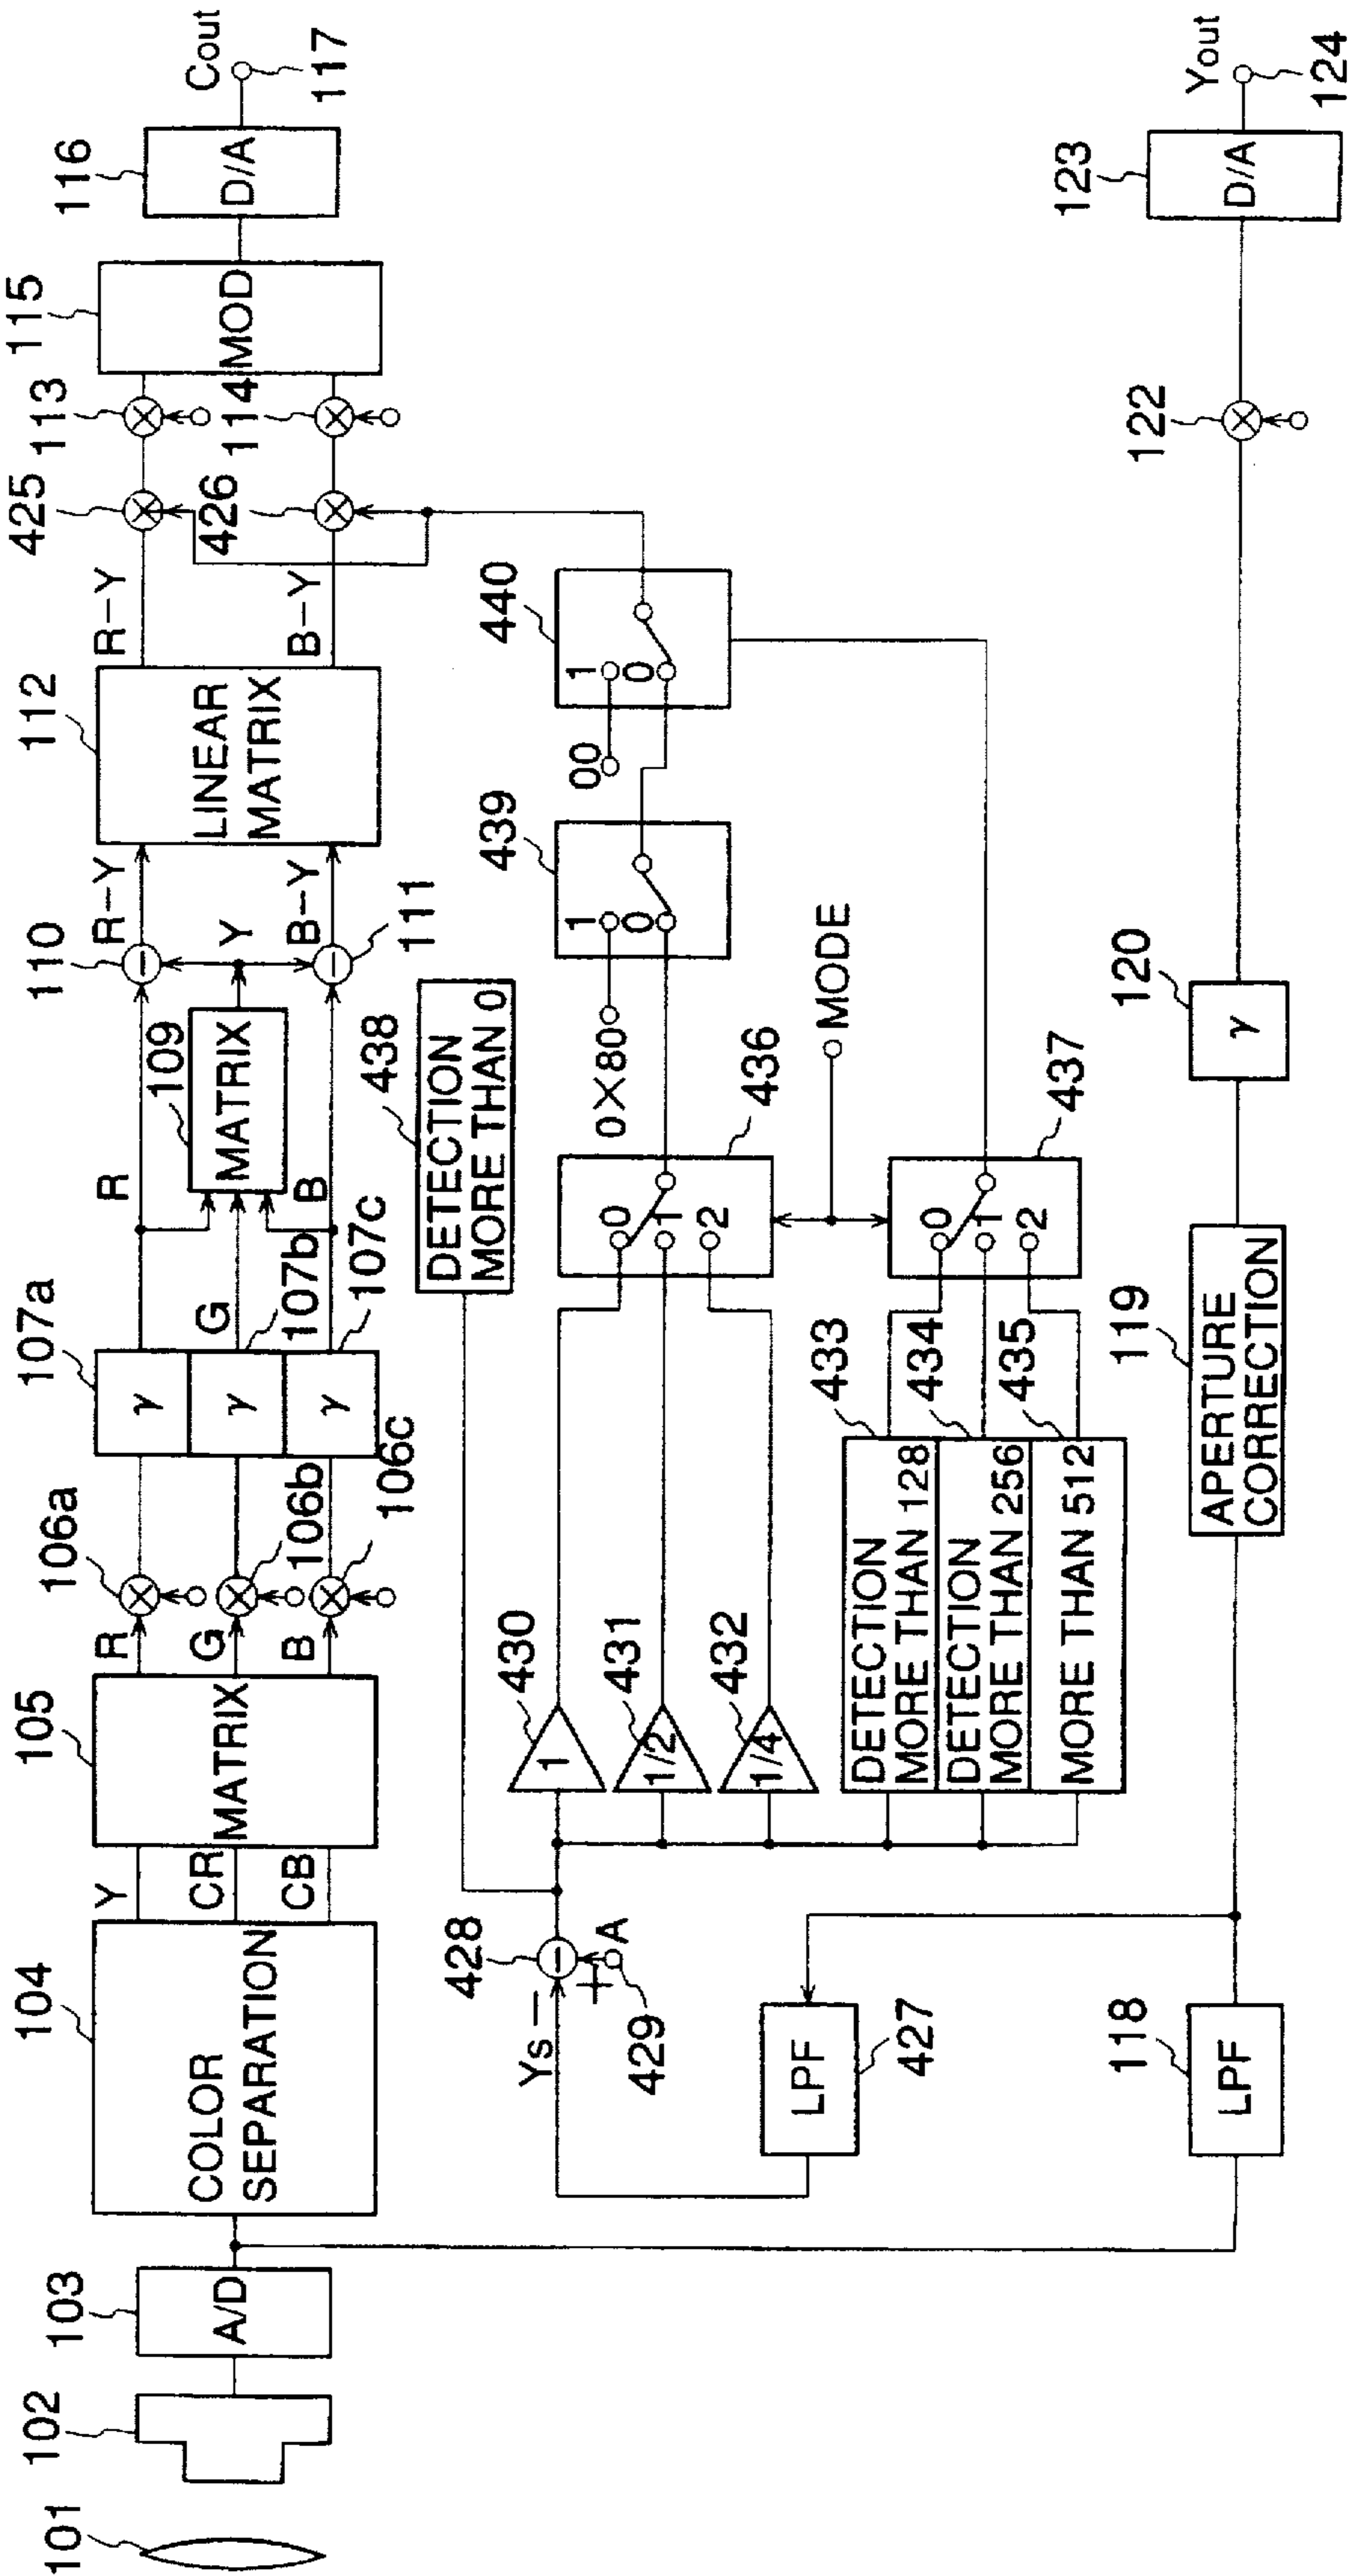 101
102
103
A/D
104
COLOR
SEPARATION
Y
CR
CB
105
MATRIX
R
G
B
106a
106b
106c
107a
γ
γ
γ
107b
107c
R
G
B
109
MATRIX
110
R-Y
Y
B-Y
111
112
LINEAR
MATRIX
R-Y
B-Y
425
426
113
114
115
MOD
116
D/A
Cout
117
438
DETECTION
MORE THAN 0
428
Ys
−
+
A
429
LPF
427
430
1
431
1/2
432
1/4
433
DETECTION
MORE THAN 128
434
DETECTION
MORE THAN 256
435
MORE THAN 512
0
1
2
436
MODE
0
1
2
437
0×80
1
0
439
00
1
0
440
118
LPF
119
APERTURE
CORRECTION
120
γ
122
123
D/A
Yout
124